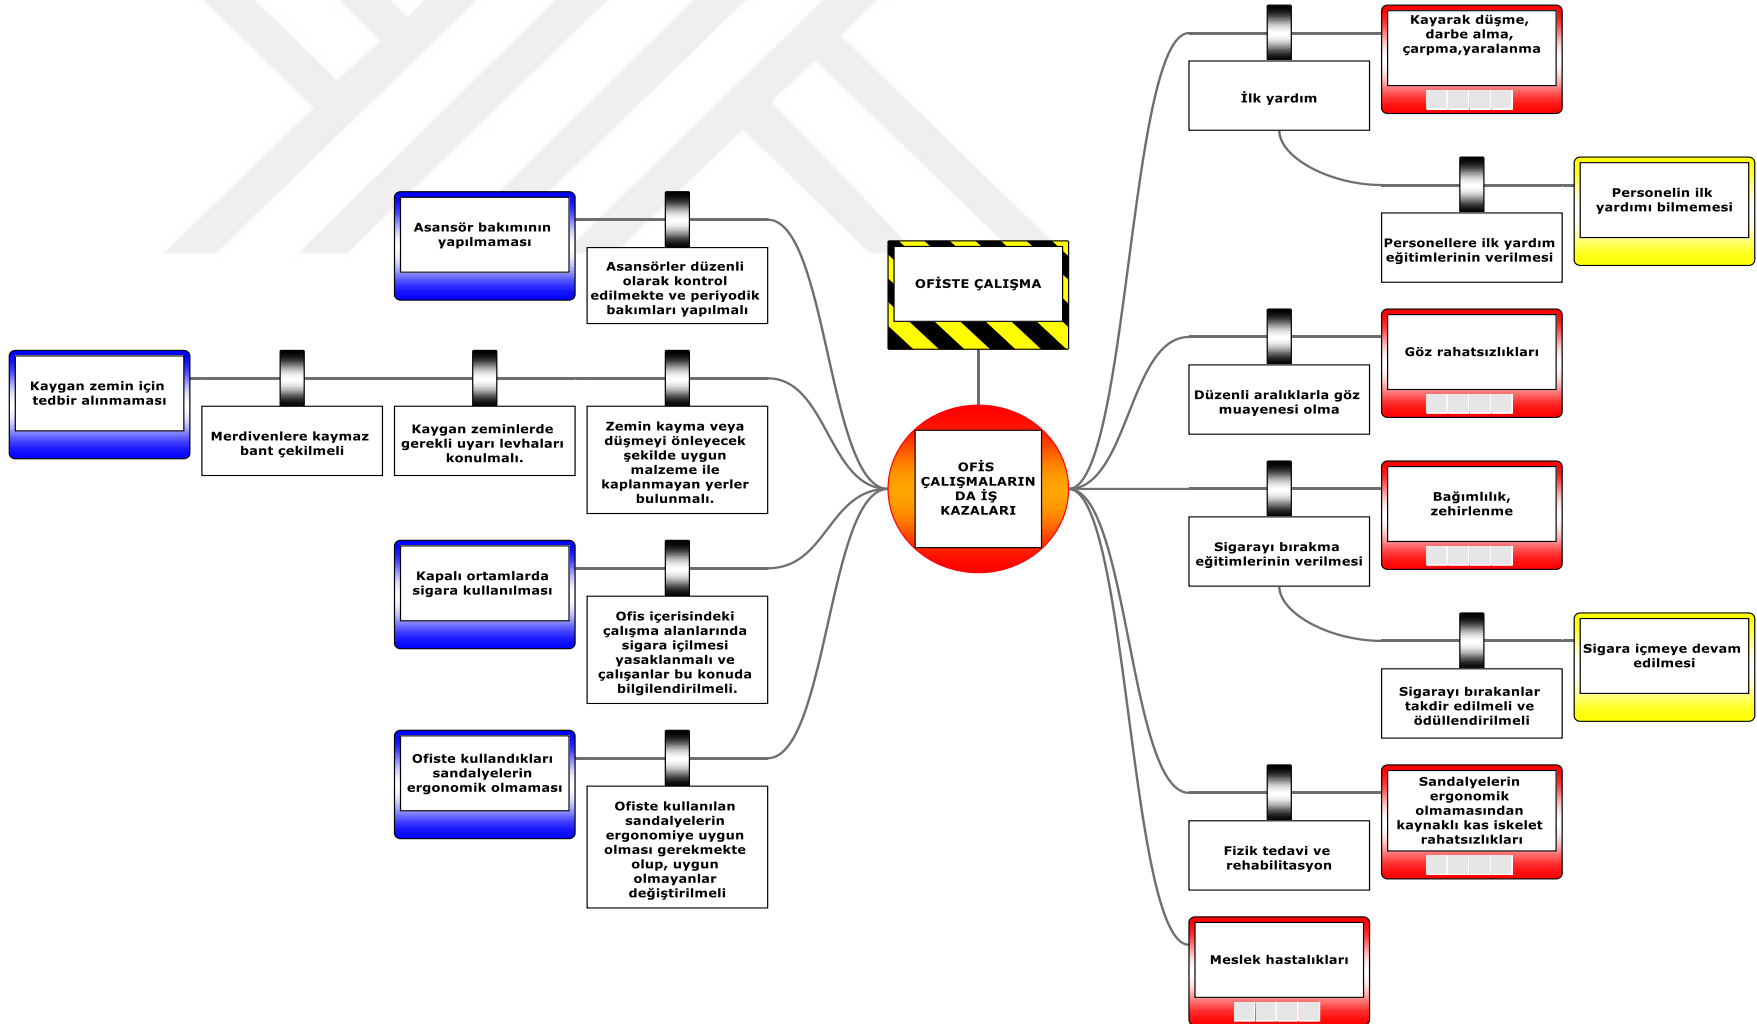 Asansör bakımının
yapılmaması
Asansörler düzenli
olarak kontrol
edilmekte ve periyodik
bakımları yapılmalı
Kaygan zemin için
tedbir alınmaması
Merdivenlere kaymaz
bant çekilmeli
Kaygan zeminlerde
gerekli uyarı levhaları
konulmalı.
Zemin kayma veya
düşmeyi önleyecek
şekilde uygun
malzeme ile
kaplanmayan yerler
bulunmalı.
Kapalı ortamlarda
sigara kullanılması
Ofis içerisindeki
çalışma alanlarında
sigara içilmesi
yasaklanmalı ve
çalışanlar bu konuda
bilgilendirilmeli.
Ofiste kullandıkları
sandalyelerin
ergonomik olmaması
Ofiste kullanılan
sandalyelerin
ergonomiye uygun
olması gerekmekte
olup, uygun
olmayanlar
değiştirilmeli
OFİSTE ÇALIŞMA
OFİS
ÇALIŞMALARIN
DA İŞ
KAZALARI
İlk yardım
Kayarak düşme,
darbe alma,
çarpma,yaralanma
Personellere ilk yardım
eğitimlerinin verilmesi
Personelin ilk
yardımı bilmemesi
Düzenli aralıklarla göz
muayenesi olma
Göz rahatsızlıkları
Sigarayı bırakma
eğitimlerinin verilmesi
Bağımlılık,
zehirlenme
Sigarayı bırakanlar
takdir edilmeli ve
ödüllendirilmeli
Sigara içmeye devam
edilmesi
Fizik tedavi ve
rehabilitasyon
Sandalyelerin
ergonomik
olmamasından
kaynaklı kas iskelet
rahatsızlıkları
Meslek hastalıkları